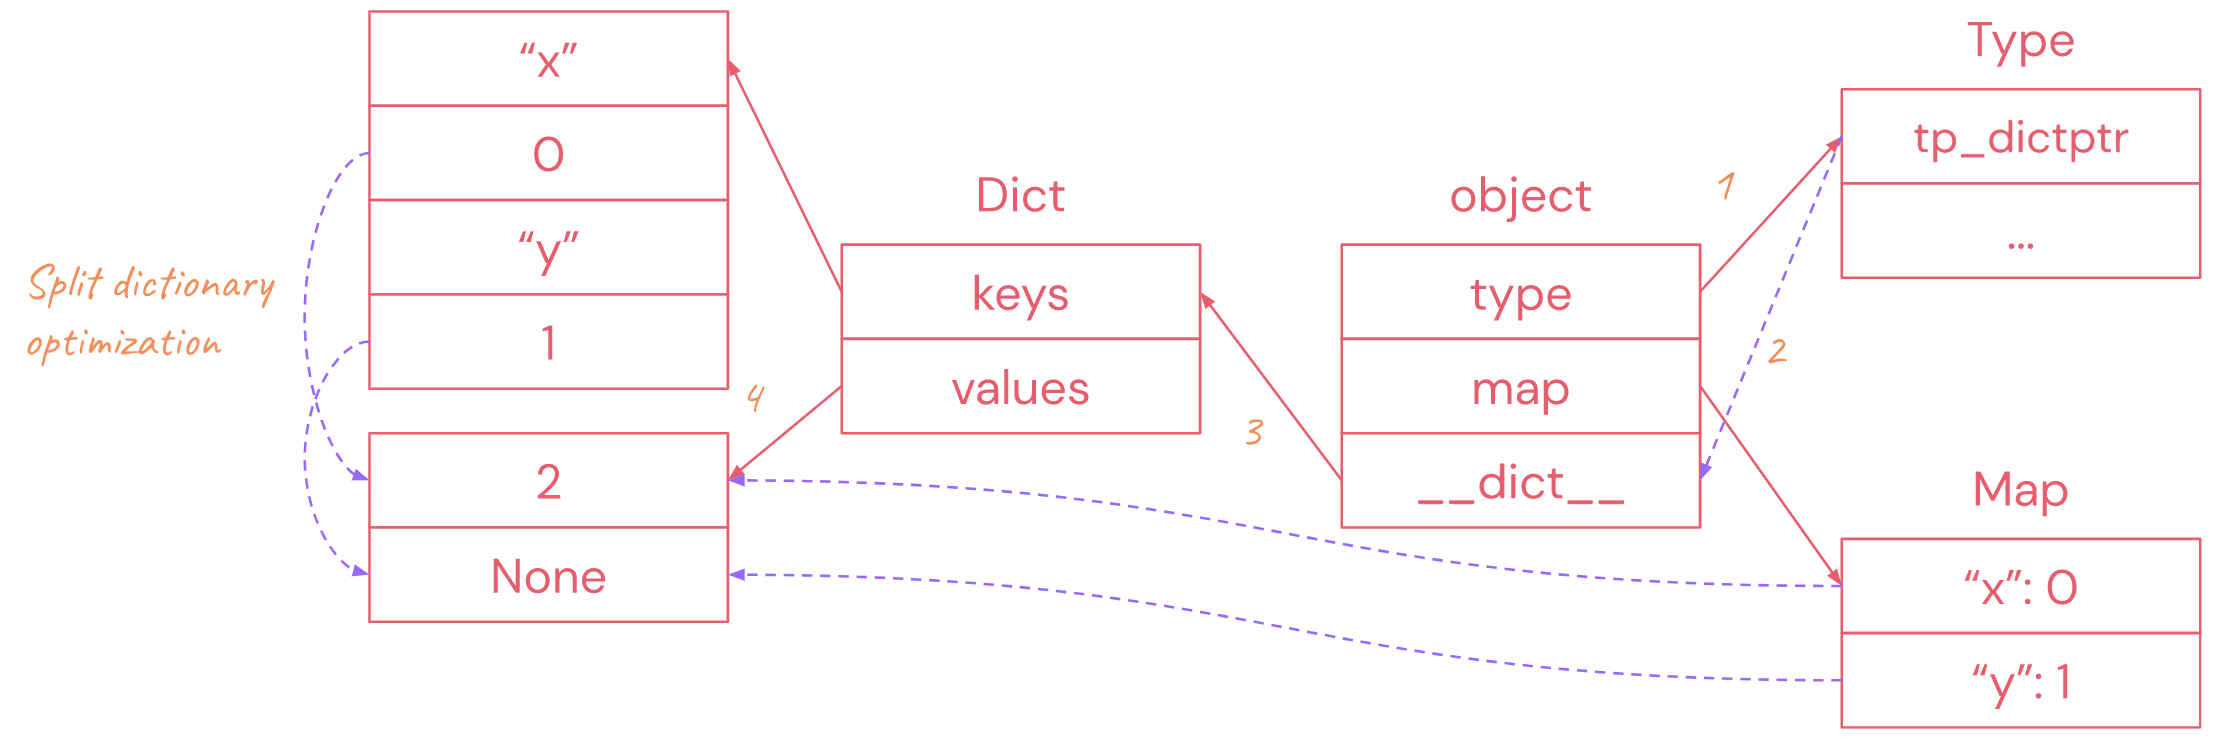 “x”
0
“y”
1
Split dictionary
optimization
2
None
4
Dict
keys
values
3
object
type
map
__dict__
1
2
Type
tp_dictptr
...
Map
“x”: 0
“y”: 1